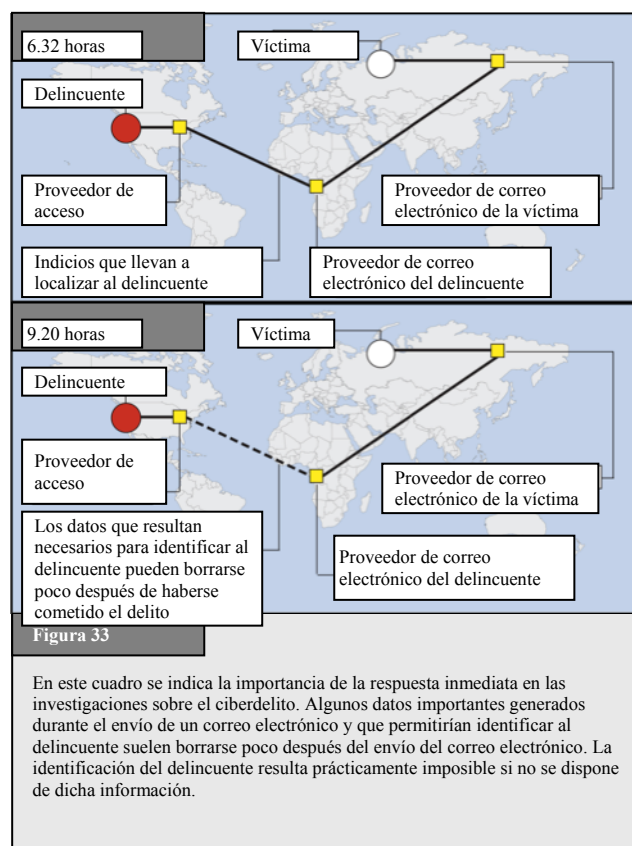 6.32 horas
Víctima
Delincuente
Proveedor de
acceso
Proveedor de correo
electrónico de la víctima
Indicios que llevan a
localizar al delincuente
Proveedor de correo
electrónico del delincuente
9.20 horas
Víctima
Delincuente
Proveedor de
acceso
Proveedor de correo
electrónico de la víctima
Los datos que resultan
necesarios para identificar al
delincuente pueden borrarse
poco después de haberse
cometido el delito
Proveedor de correo
electrónico del delincuente
Figura 33
En este cuadro se indica la importancia de la respuesta inmediata en las
investigaciones sobre el ciberdelito. Algunos datos importantes generados
durante el envío de un correo electrónico y que permitirían identificar al
delincuente suelen borrarse poco después del envío del correo electrónico. La
identificación del delincuente resulta prácticamente imposible si no se dispone
de dicha información.